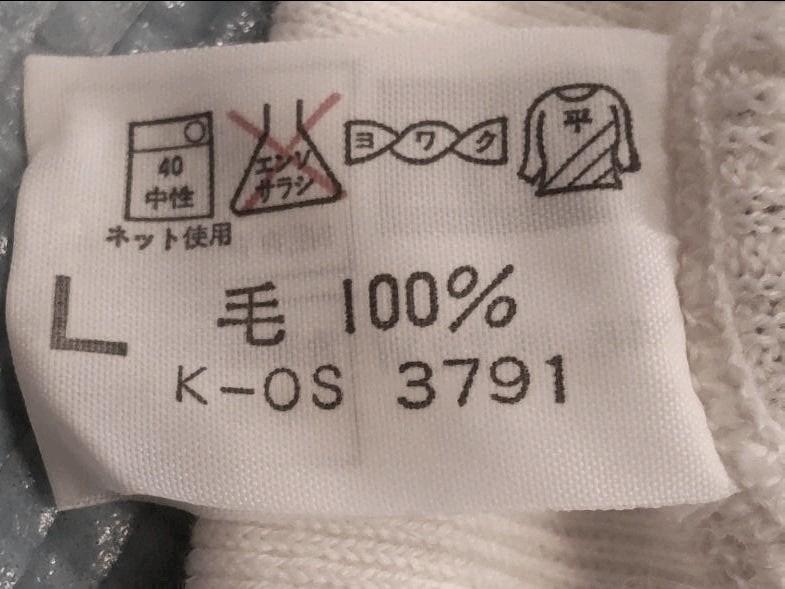 40
中性
ネット使用
エンソ
サラシ
ヨワク
平
L
毛 100%
K-OS 3791